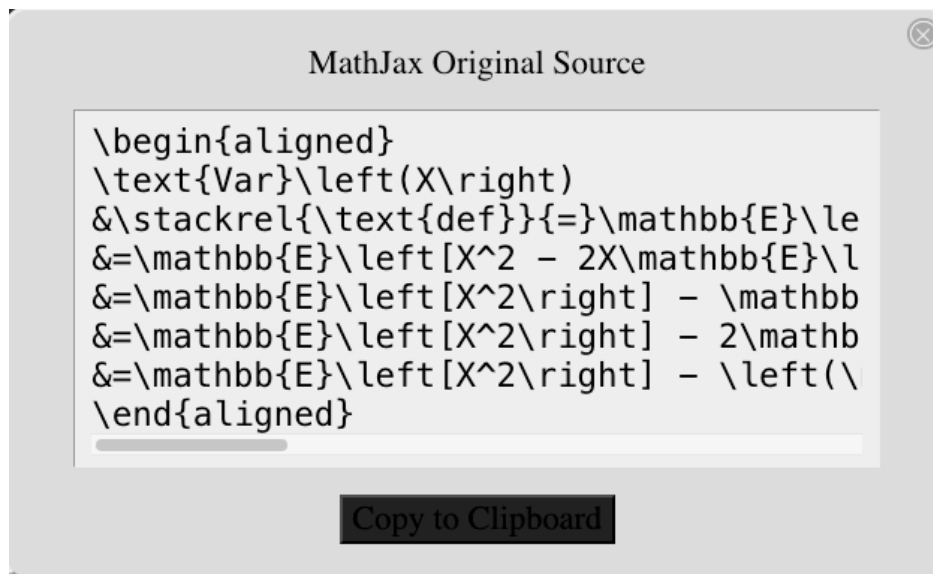 MathJax Original Source
\begin{aligned}
\text{Var}\left(X\right)
&\stackrel{\text{def}}{=}\mathbb{E}\le
&=\mathbb{E}\left[X^2 − 2X\mathbb{E}\l
&=\mathbb{E}\left[X^2\right] − \mathbb
&=\mathbb{E}\left[X^2\right] − 2\mathb
&=\mathbb{E}\left[X^2\right] − \left(\
\end{aligned}
Copy to Clipboard